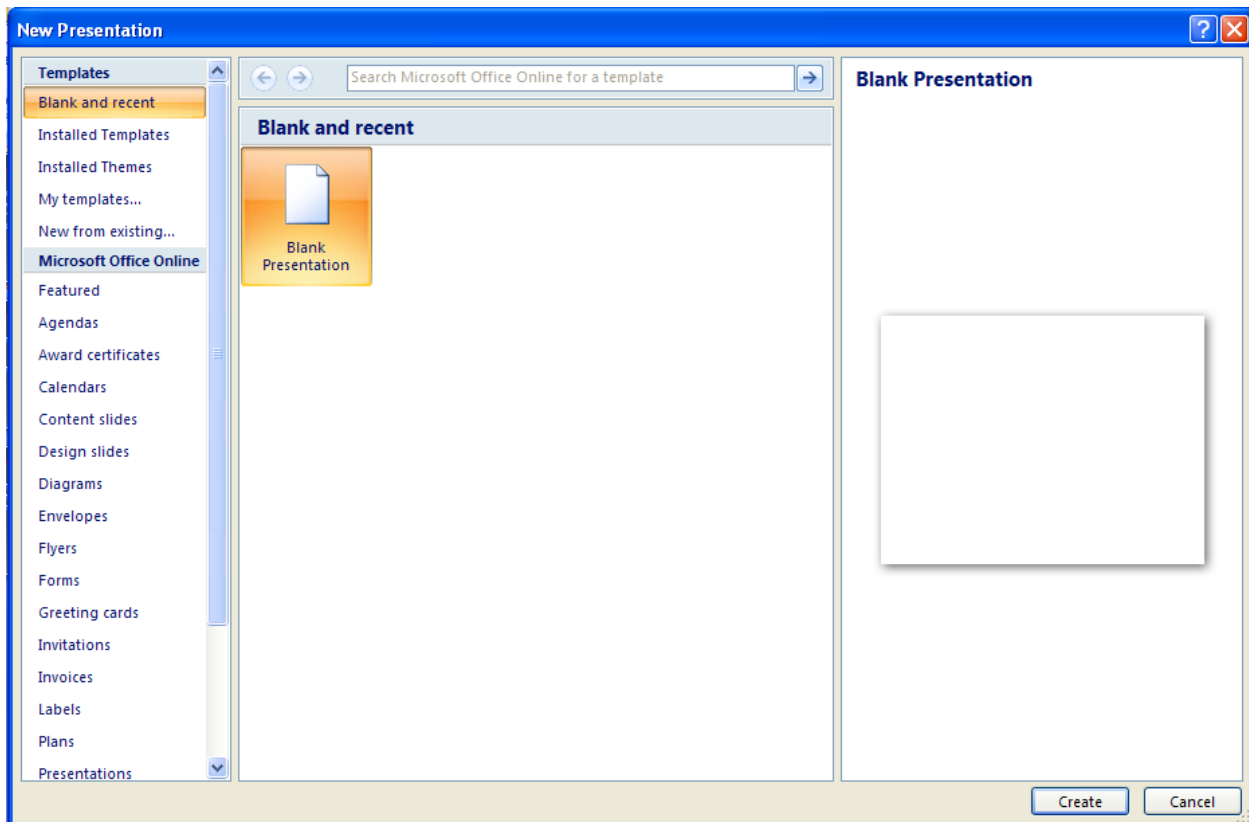 New Presentation
Templates
Blank and recent
Installed Templates
Installed Themes
My templates...
New from existing...
Microsoft Office Online
Featured
Agendas
Award certificates
Calendars
Content slides
Design slides
Diagrams
Envelopes
Flyers
Forms
Greeting cards
Invitations
Invoices
Labels
Plans
Presentations
Search Microsoft Office Online for a template
Blank and recent
Blank
Presentation
Blank Presentation
Create
Cancel